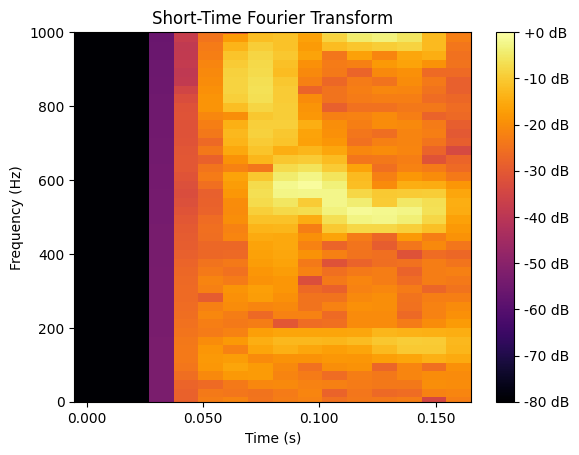 Short-Time Fourier Transform
1000
800
600
400
200
0
Frequency (Hz)
0.000
0.050
0.100
0.150
Time (s)
+0 dB
-10 dB
-20 dB
-30 dB
-40 dB
-50 dB
-60 dB
-70 dB
-80 dB